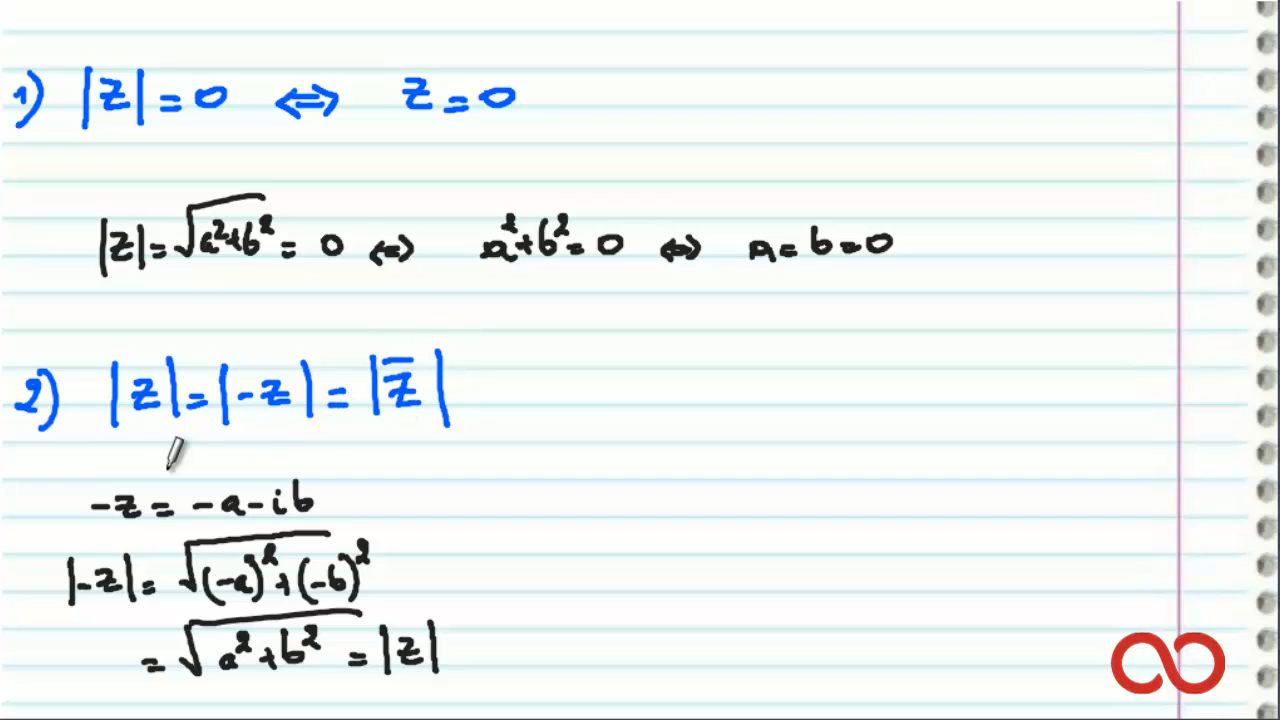 1) |Z| = 0 ⇔ Z = 0
|Z| = √(a²+b²) = 0 ⇔ a²+b² = 0 ⇔ a = b = 0
2) |Z| = |-Z| = |Z̅|
-Z = -a-ib
|-Z| = √((-a)²+(-b)²)
= √(a²+b²) = |Z|